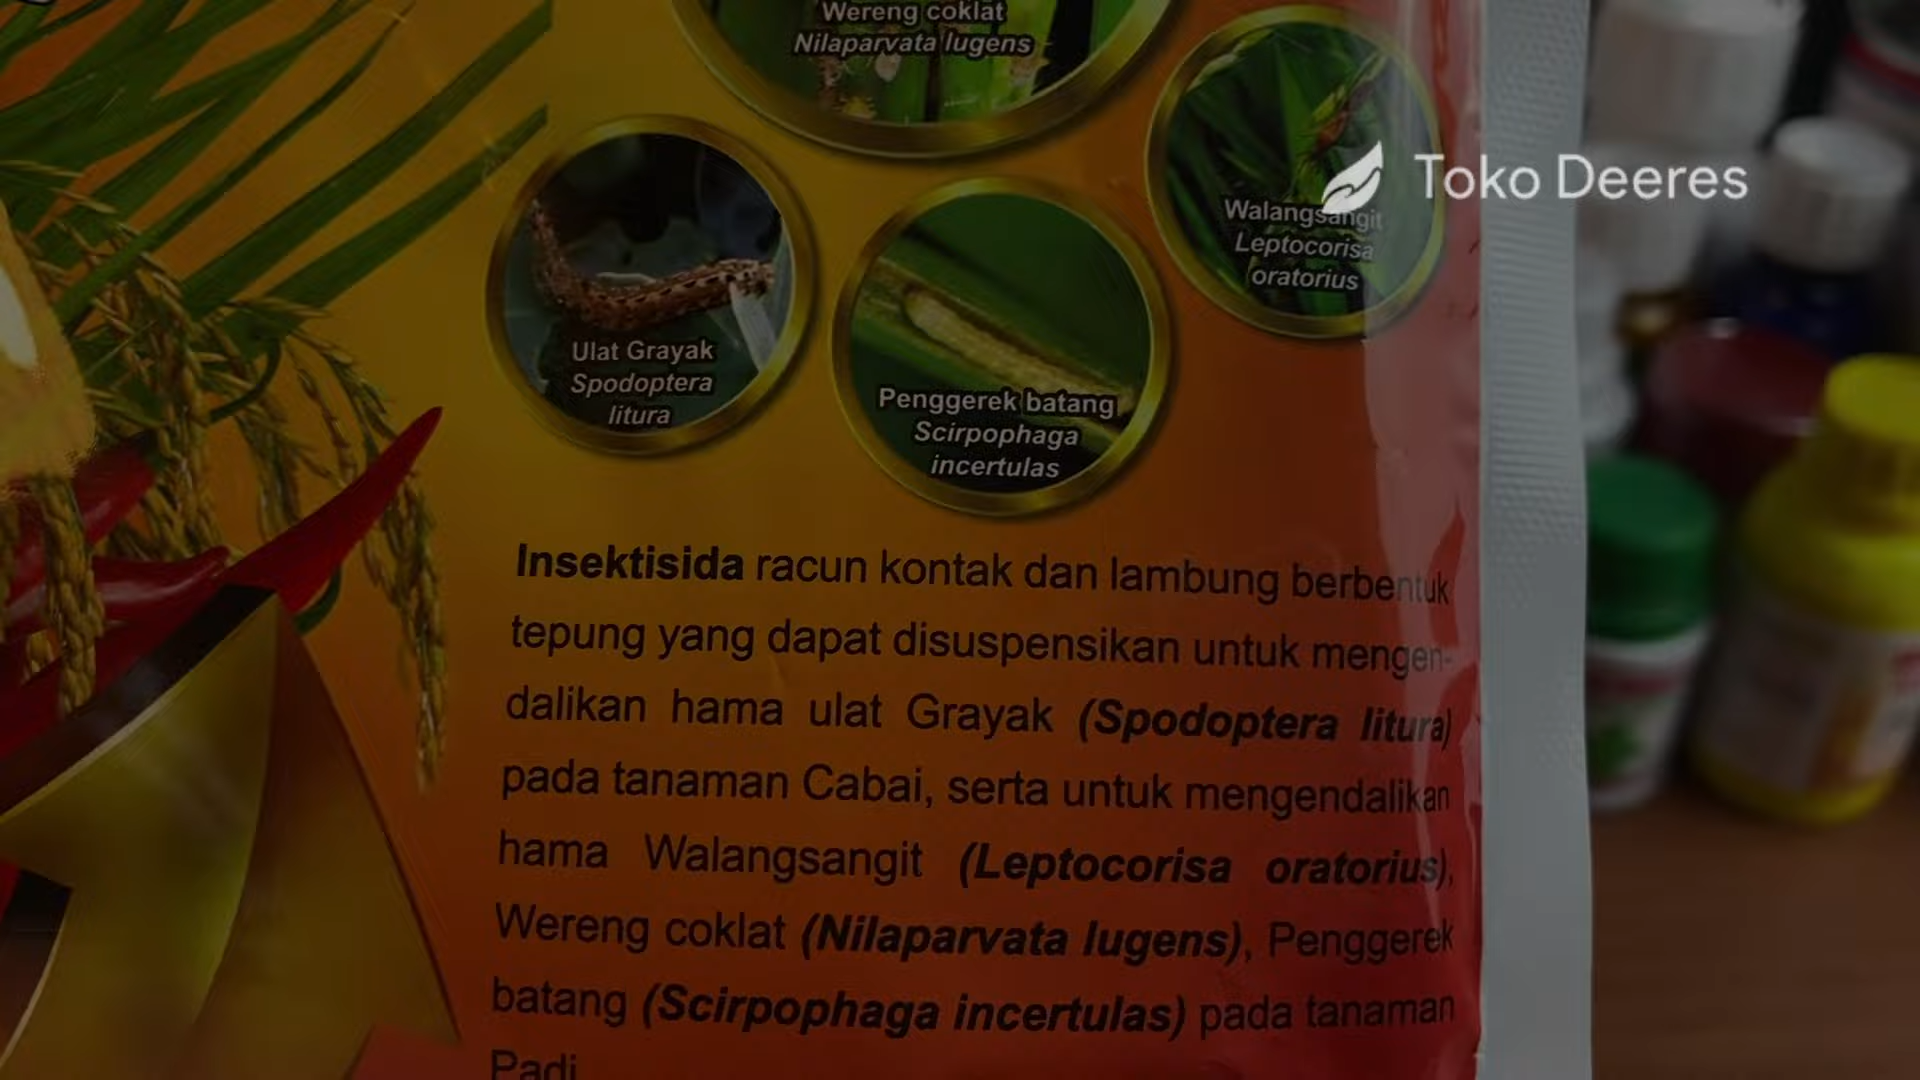 Wereng coklat
Nilaparvata lugens
Toko Deeres
Walangsangit
Leptocorisa
oratorius
Ulat Grayak
Spodoptera
litura
Penggerek batang
Scirpophaga
incertulas
Insektisida racun kontak dan lambung berbentuk
tepung yang dapat disuspensikan untuk mengen-
dalikan hama ulat Grayak (Spodoptera litura)
pada tanaman Cabai, serta untuk mengendalikan
hama Walangsangit (Leptocorisa oratorius),
Wereng coklat (Nilaparvata lugens), Penggerek
batang (Scirpophaga incertulas) pada tanaman
Padi